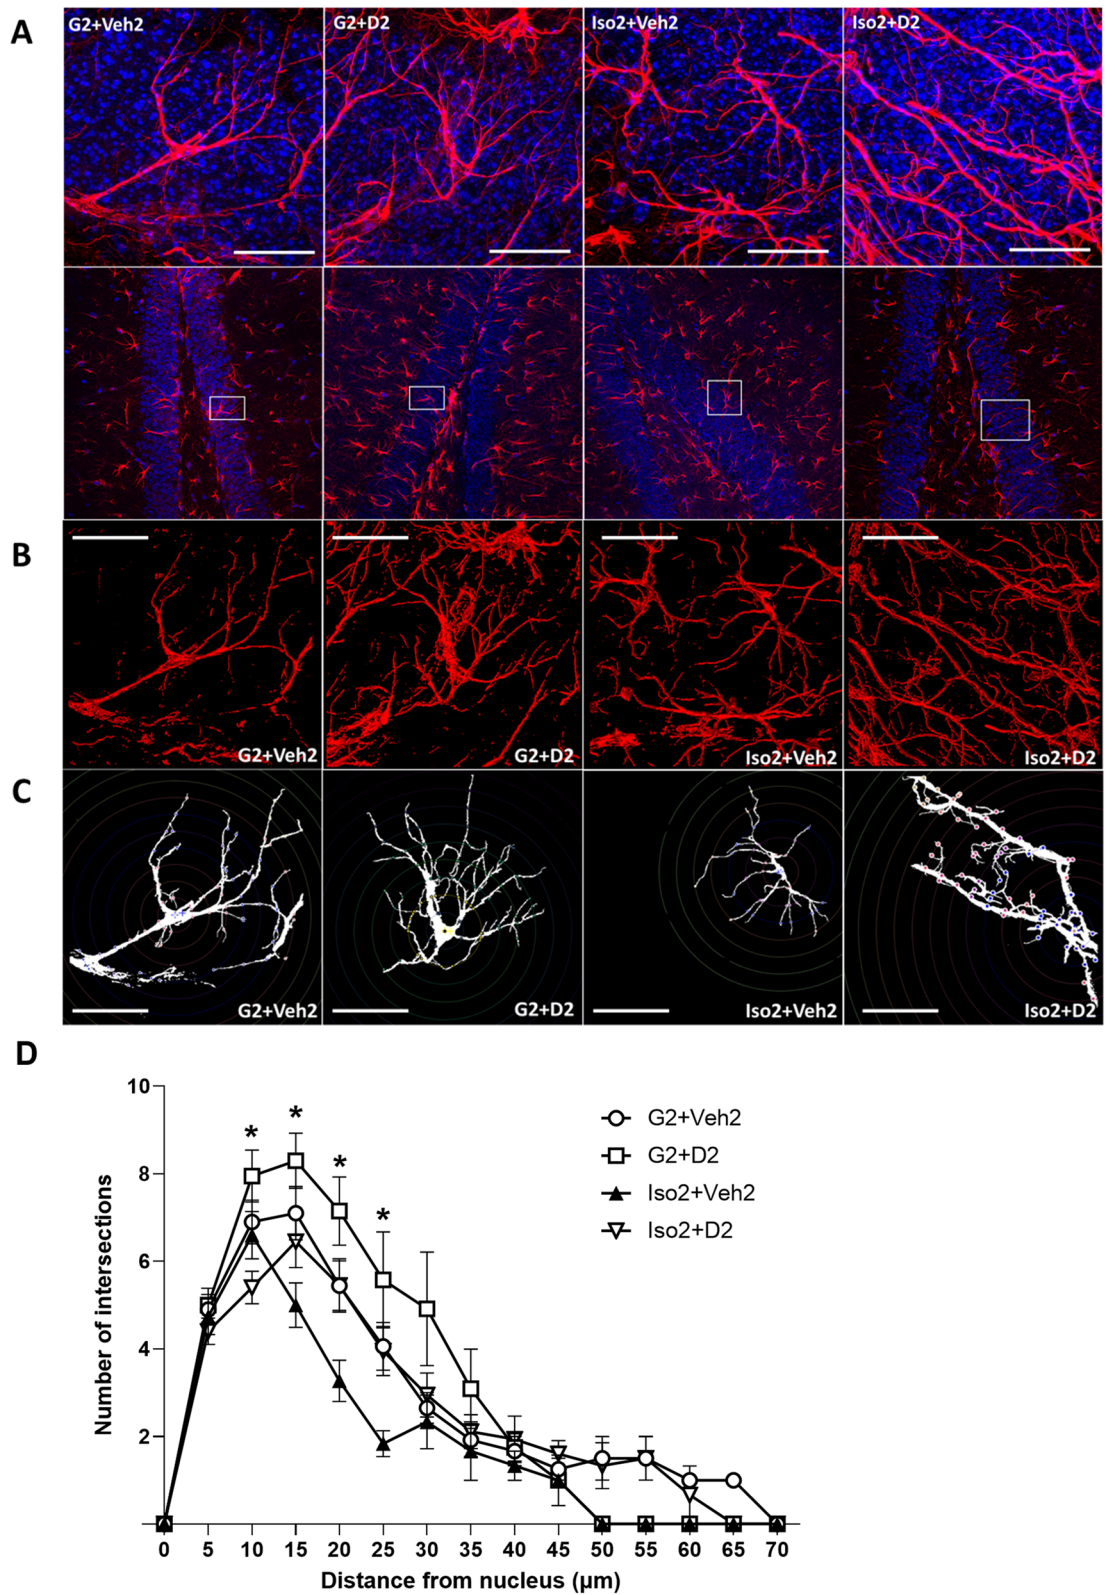 A
G2+Veh2
G2+D2
Iso2+Veh2
Iso2+D2
B
G2+Veh2
G2+D2
Iso2+Veh2
Iso2+D2
C
G2+Veh2
G2+D2
Iso2+Veh2
Iso2+D2
D
10
8
6
4
2
Number of intersections
* * * *
G2+Veh2
G2+D2
Iso2+Veh2
Iso2+D2
0 5 10 15 20 25 30 35 40 45 50 55 60 65 70
Distance from nucleus (μm)